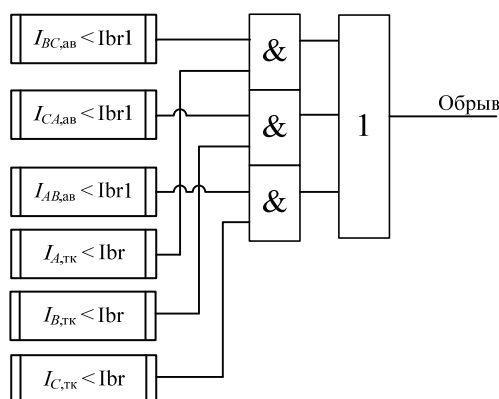 I_BC,ав < Ibr1
&
I_CA,ав < Ibr1
&
1
Обрыв
I_AB,ав < Ibr1
&
I_A,тк < Ibr
I_B,тк < Ibr
I_C,тк < Ibr